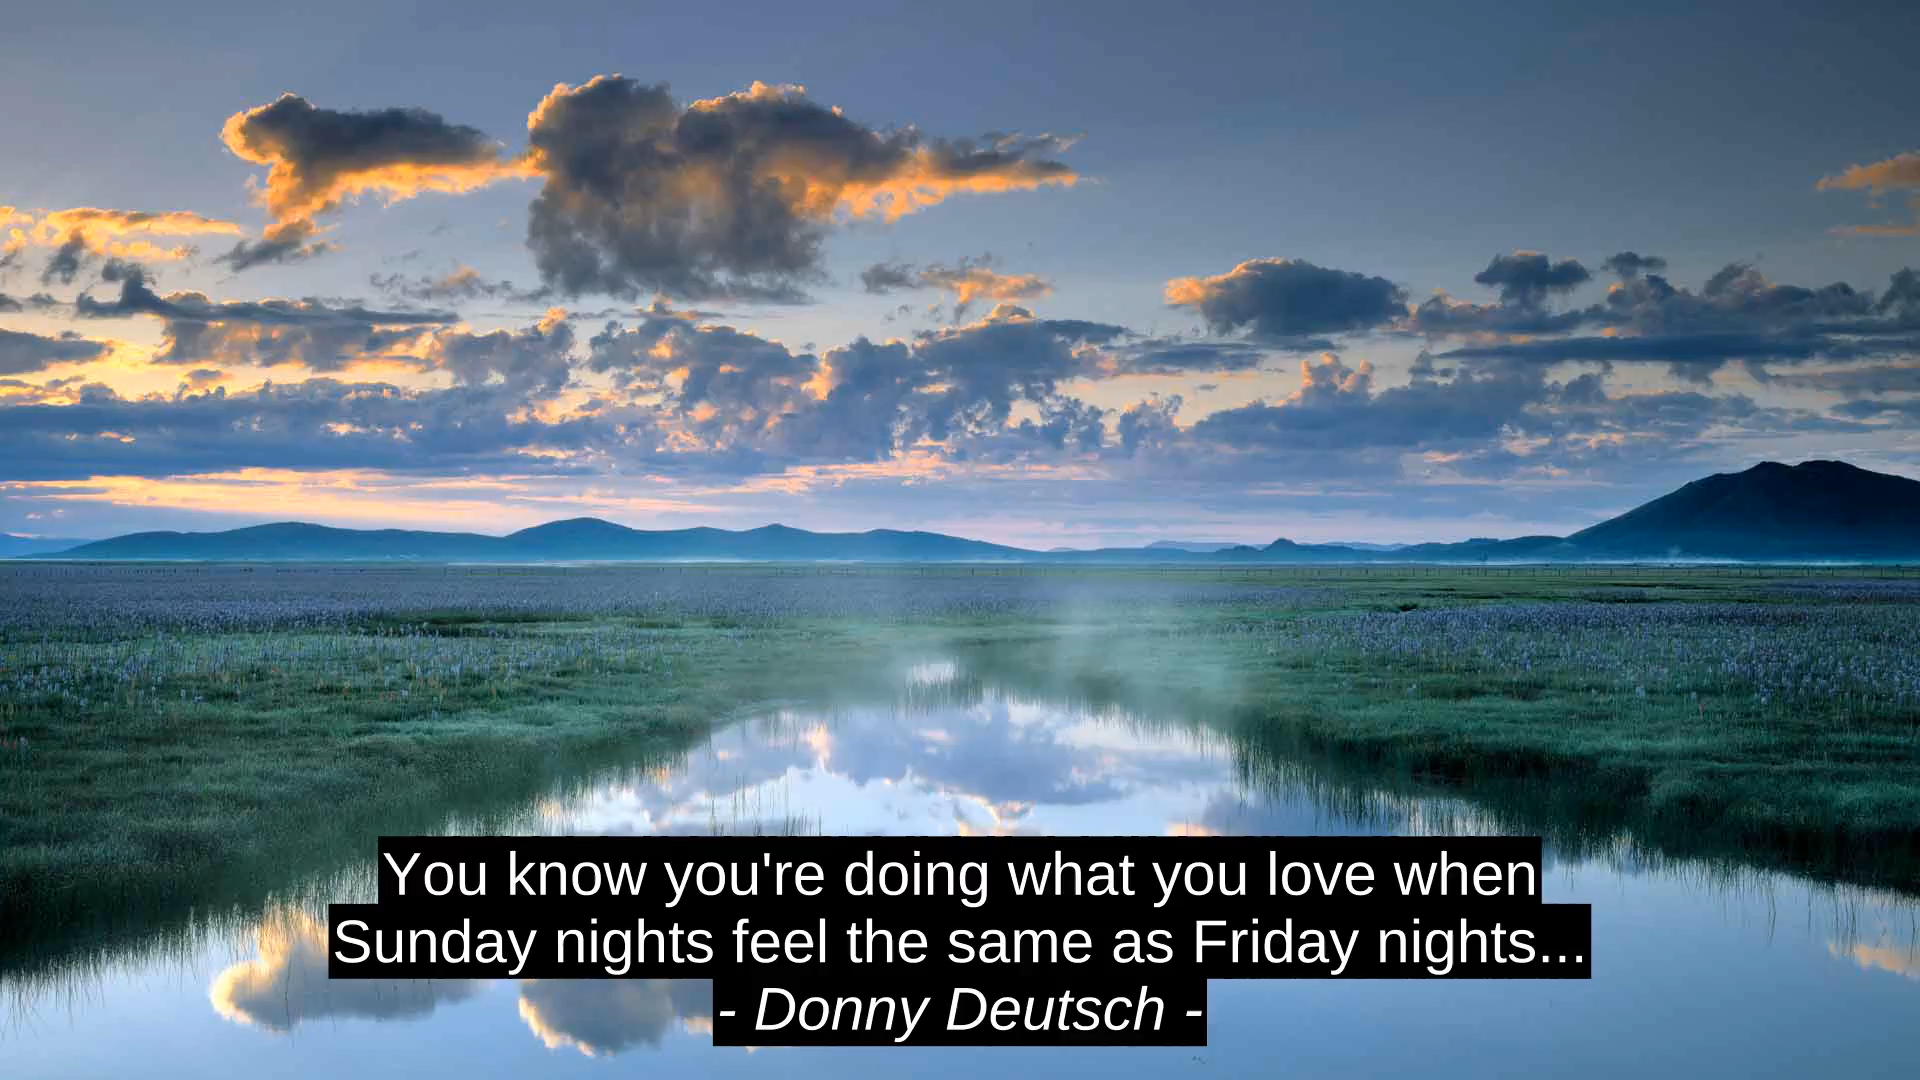 You know you're doing what you love when
Sunday nights feel the same as Friday nights...
- Donny Deutsch -